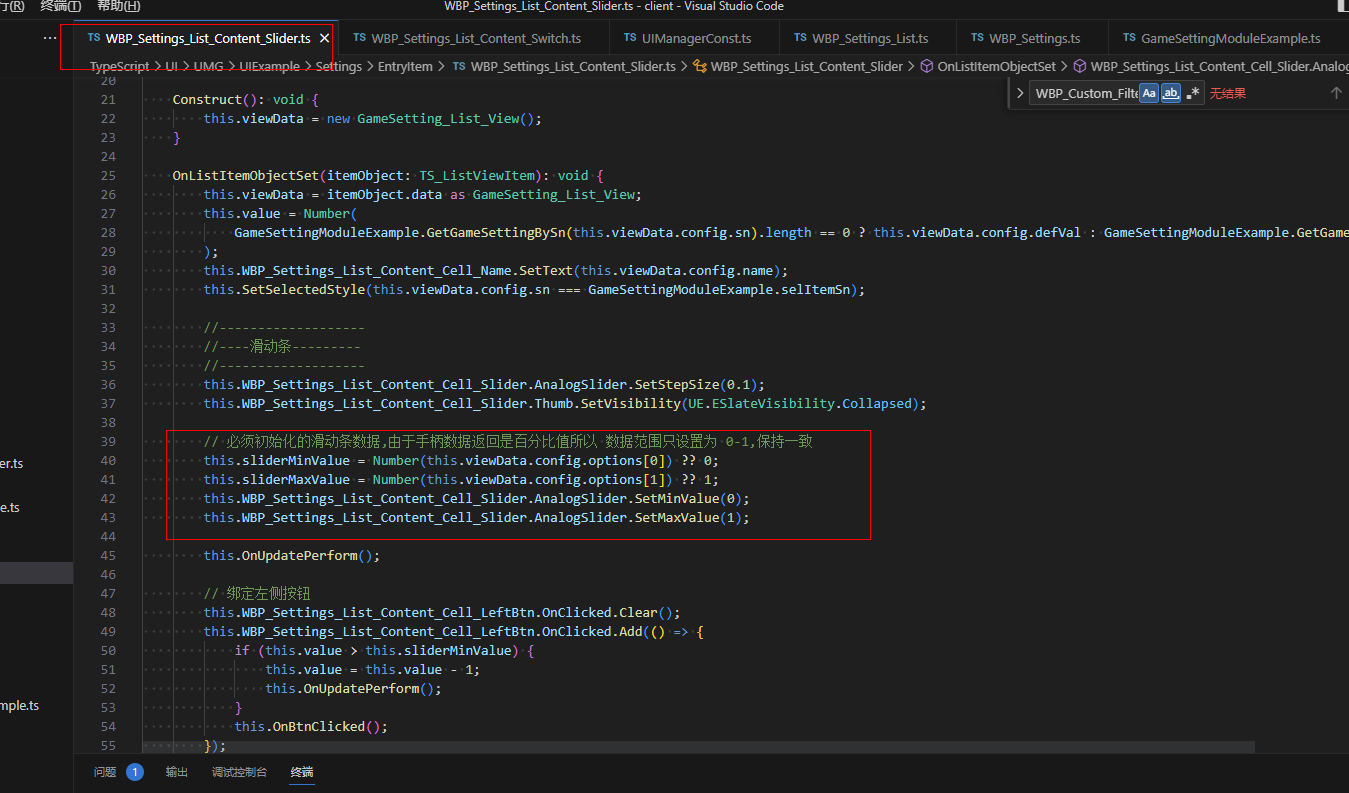 行(R) 终端(T) 帮助(H) WBP_Settings_List_Content_Slider.ts - client - Visual Studio Code
··· TS WBP_Settings_List_Content_Slider.ts × TS WBP_Settings_List_Content_Switch.ts TS UIManagerConst.ts TS WBP_Settings_List.ts TS WBP_Settings.ts TS GameSettingModuleExample.ts
TypeScript > UI > UMG > UIExample > Settings > EntryItem > TS WBP_Settings_List_Content_Slider.ts > WBP_Settings_List_Content_Slider > OnListItemObjectSet > WBP_Settings_List_Content_Cell_Slider.Analog
WBP_Custom_Filte Aa ab .* 无结果
20
21 Construct(): void {
22 this.viewData = new GameSetting_List_View();
23 }
24
25 OnListItemObjectSet(itemObject: TS_ListViewItem): void {
26 this.viewData = itemObject.data as GameSetting_List_View;
27 this.value = Number(
28 GameSettingModuleExample.GetGameSettingBySn(this.viewData.config.sn).length == 0 ? this.viewData.config.defVal : GameSettingModuleExample.GetGame
29 );
30 this.WBP_Settings_List_Content_Cell_Name.SetText(this.viewData.config.name);
31 this.SetSelectedStyle(this.viewData.config.sn === GameSettingModuleExample.selItemSn);
32
33 //-------------------
34 //----滑动条---------
35 //-------------------
36 this.WBP_Settings_List_Content_Cell_Slider.AnalogSlider.SetStepSize(0.1);
37 this.WBP_Settings_List_Content_Cell_Slider.Thumb.SetVisibility(UE.ESlateVisibility.Collapsed);
38
39 // 必须初始化的滑动条数据,由于手柄数据返回是百分比值所以 数据范围只设置为 0-1,保持一致
40 this.sliderMinValue = Number(this.viewData.config.options[0]) ?? 0;
41 this.sliderMaxValue = Number(this.viewData.config.options[1]) ?? 1;
42 this.WBP_Settings_List_Content_Cell_Slider.AnalogSlider.SetMinValue(0);
43 this.WBP_Settings_List_Content_Cell_Slider.AnalogSlider.SetMaxValue(1);
44
45 this.OnUpdatePerform();
46
47 // 绑定左侧按钮
48 this.WBP_Settings_List_Content_Cell_LeftBtn.OnClicked.Clear();
49 this.WBP_Settings_List_Content_Cell_LeftBtn.OnClicked.Add(() => {
50 if (this.value > this.sliderMinValue) {
51 this.value = this.value - 1;
52 this.OnUpdatePerform();
53 }
54 this.OnBtnClicked();
55 });
er.ts
e.ts
mple.ts
问题 1 输出 调试控制台 终端